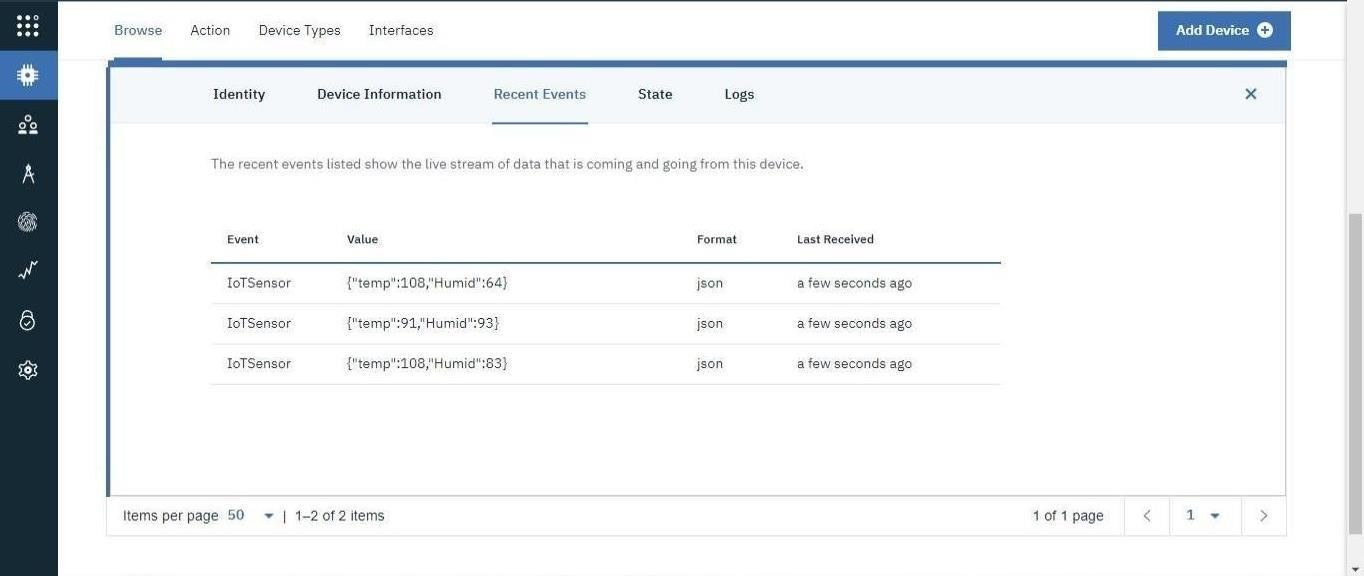 Browse Action Device Types Interfaces Add Device
Identity Device Information Recent Events State Logs
The recent events listed show the live stream of data that is coming and going from this device.
Event Value Format Last Received
IoTSensor {"temp":108,"Humid":64} json a few seconds ago
IoTSensor {"temp":91,"Humid":93} json a few seconds ago
IoTSensor {"temp":108,"Humid":83} json a few seconds ago
Items per page 50 | 1–2 of 2 items 1 of 1 page 1